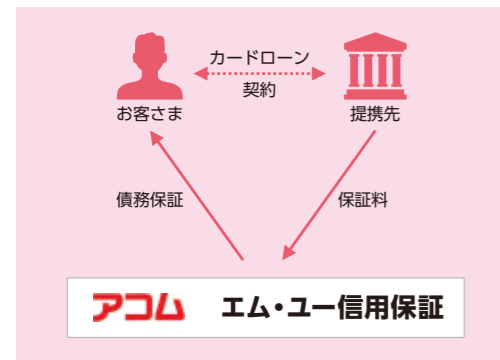 カードローン
契約
お客さま
提携先
債務保証
保証料
アコム エム・ユー信用保証